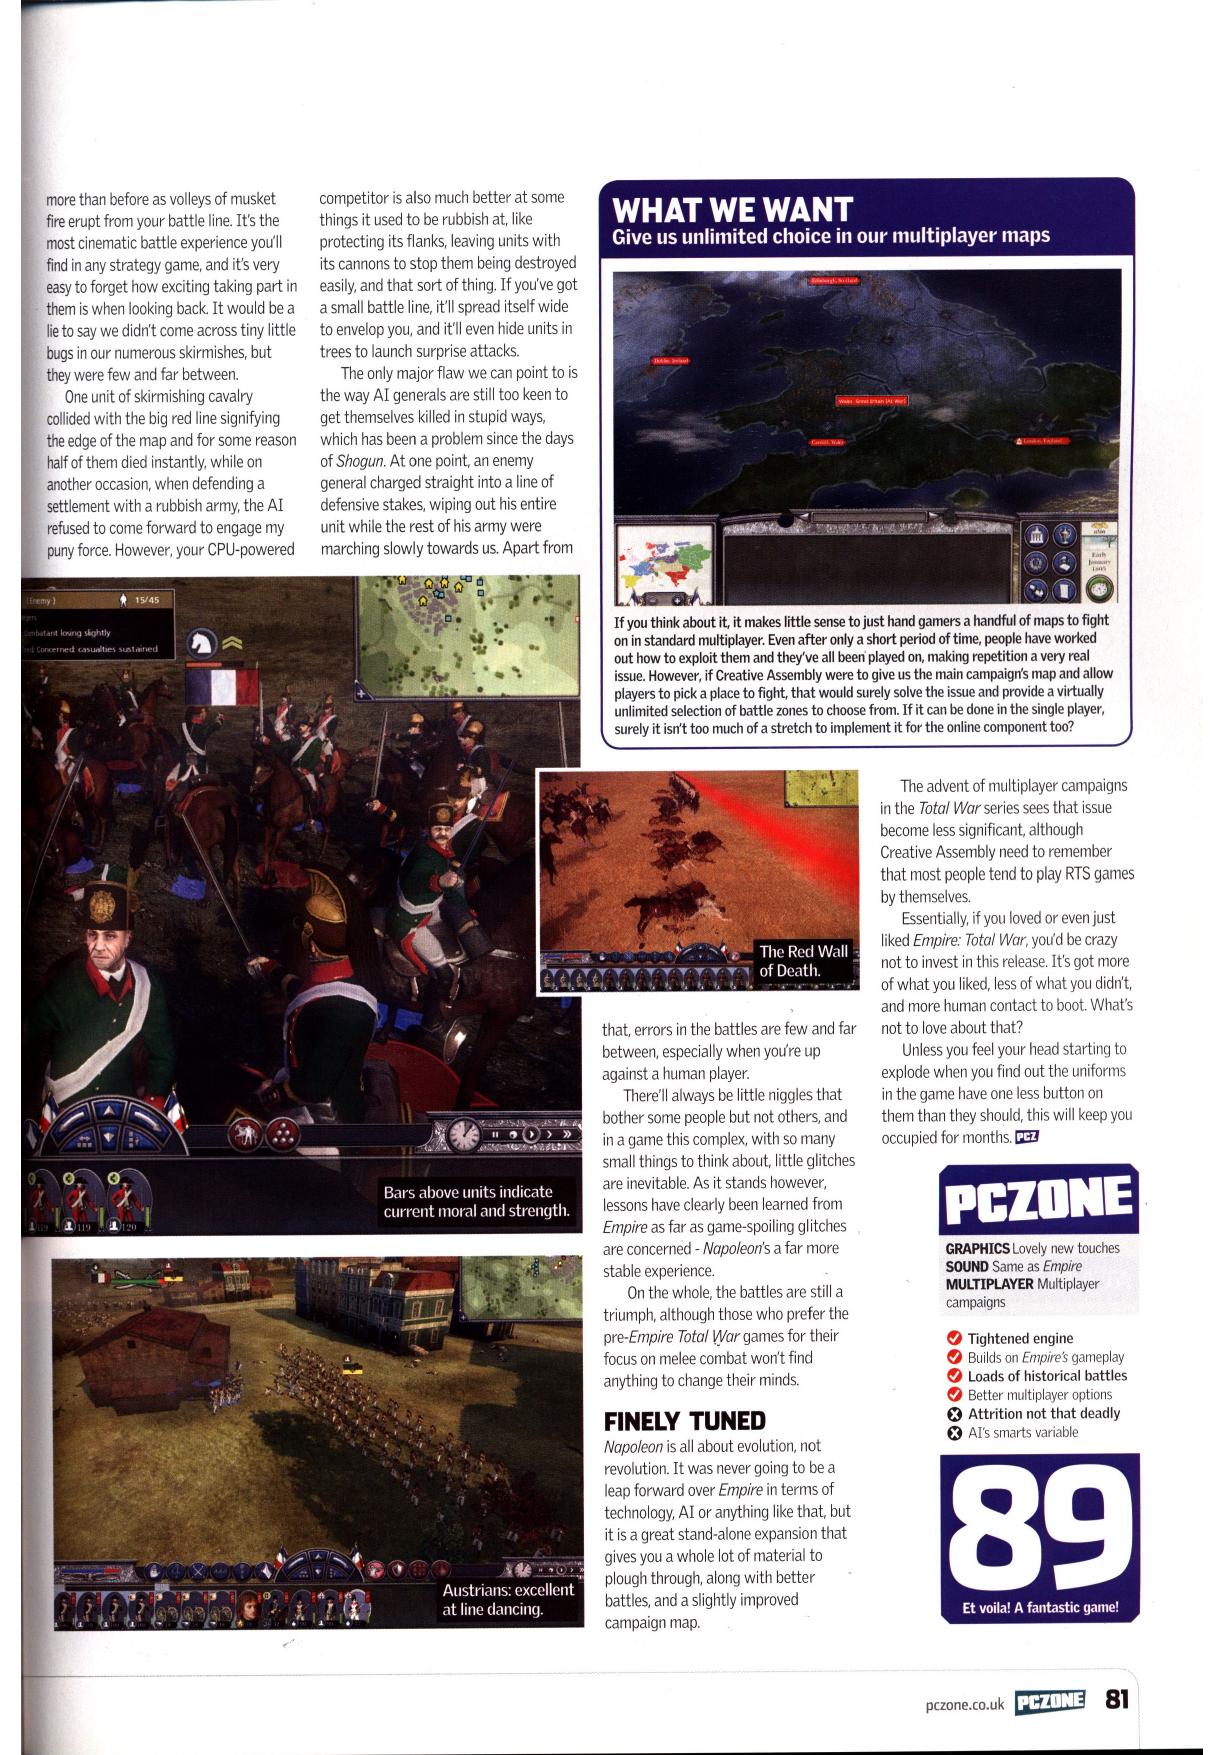 more than before as volleys of musket
fire erupt from your battle line. It's the
most cinematic battle experience you'll
find in any strategy game, and it's very
easy to forget how exciting taking part in
them is when looking back. It would be a
lie to say we didn't come across tiny little
bugs in our numerous skirmishes, but
they were few and far between.
One unit of skirmishing cavalry
collided with the big red line signifying
the edge of the map and for some reason
half of them died instantly, while on
another occasion, when defending a
settlement with a rubbish army, the AI
refused to come forward to engage my
puny force. However, your CPU-powered
competitor is also much better at some
things it used to be rubbish at, like
protecting its flanks, leaving units with
its cannons to stop them being destroyed
easily, and that sort of thing. If you've got
a small battle line, it'll spread itself wide
to envelop you, and it'll even hide units in
trees to launch surprise attacks.
The only major flaw we can point to is
the way AI generals are still too keen to
get themselves killed in stupid ways,
which has been a problem since the days
of Shogun. At one point, an enemy
general charged straight into a line of
defensive stakes, wiping out his entire
unit while the rest of his army were
marching slowly towards us. Apart from
WHAT WE WANT
Give us unlimited choice in our multiplayer maps
Edinburgh, Scotland
Dublin, Ireland
Wales Great Britain (At War)
Cardiff, Wales
London, England
Early
January
1805
If you think about it, it makes little sense to just hand gamers a handful of maps to fight
on in standard multiplayer. Even after only a short period of time, people have worked
out how to exploit them and they've all been played on, making repetition a very real
issue. However, if Creative Assembly were to give us the main campaign's map and allow
players to pick a place to fight, that would surely solve the issue and provide a virtually
unlimited selection of battle zones to choose from. If it can be done in the single player,
surely it isn't too much of a stretch to implement it for the online component too?
(Enemy)
15/45
mbatant losing slightly
Concerned: casualties sustained
119
120
Bars above units indicate
current moral and strength.
The Red Wall
of Death.
Austrians: excellent
at line dancing.
that, errors in the battles are few and far
between, especially when you're up
against a human player.
There'll always be little niggles that
bother some people but not others, and
in a game this complex, with so many
small things to think about, little glitches
are inevitable. As it stands however,
lessons have clearly been learned from
Empire as far as game-spoiling glitches
are concerned - Napoleon's a far more
stable experience.
On the whole, the battles are still a
triumph, although those who prefer the
pre-Empire Total War games for their
focus on melee combat won't find
anything to change their minds.
FINELY TUNED
Napoleon is all about evolution, not
revolution. It was never going to be a
leap forward over Empire in terms of
technology, AI or anything like that, but
it is a great stand-alone expansion that
gives you a whole lot of material to
plough through, along with better
battles, and a slightly improved
campaign map.
The advent of multiplayer campaigns
in the Total War series sees that issue
become less significant, although
Creative Assembly need to remember
that most people tend to play RTS games
by themselves.
Essentially, if you loved or even just
liked Empire: Total War, you'd be crazy
not to invest in this release. It's got more
of what you liked, less of what you didn't,
and more human contact to boot. What's
not to love about that?
Unless you feel your head starting to
explode when you find out the uniforms
in the game have one less button on
them than they should, this will keep you
occupied for months. PCZ
PCZONE
GRAPHICS Lovely new touches
SOUND Same as Empire
MULTIPLAYER Multiplayer
campaigns
Tightened engine
Builds on Empire's gameplay
Loads of historical battles
Better multiplayer options
Attrition not that deadly
AI's smarts variable
89
Et voila! A fantastic game!
pczone.co.uk PCZONE 81